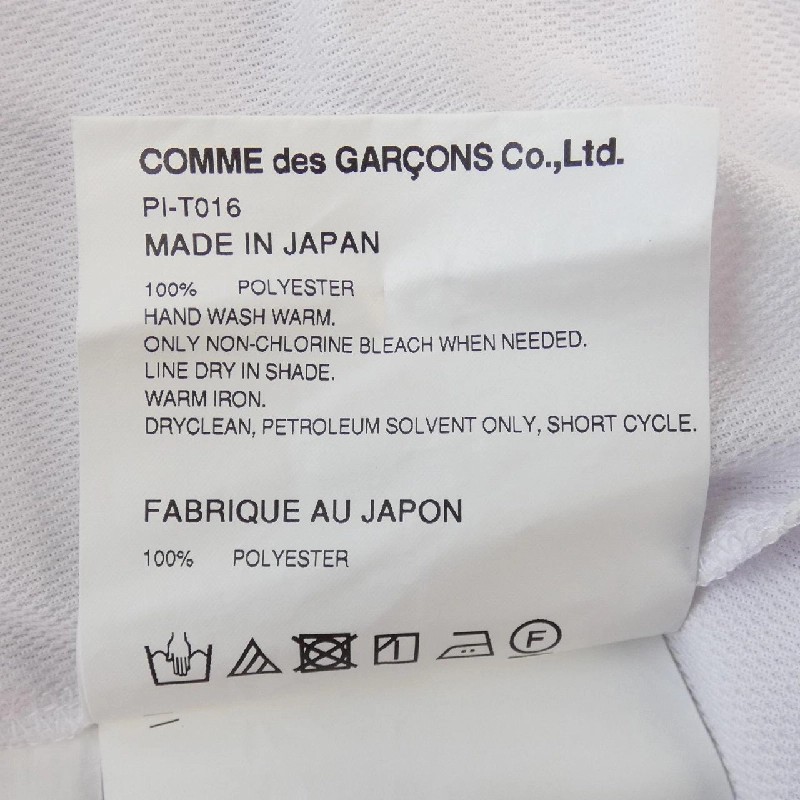 COMME des GARÇONS Co.,Ltd.
PI-T016
MADE IN JAPAN
100% POLYESTER
HAND WASH WARM.
ONLY NON-CHLORINE BLEACH WHEN NEEDED.
LINE DRY IN SHADE.
WARM IRON.
DRYCLEAN, PETROLEUM SOLVENT ONLY, SHORT CYCLE.
FABRIQUE AU JAPON
100% POLYESTER
F